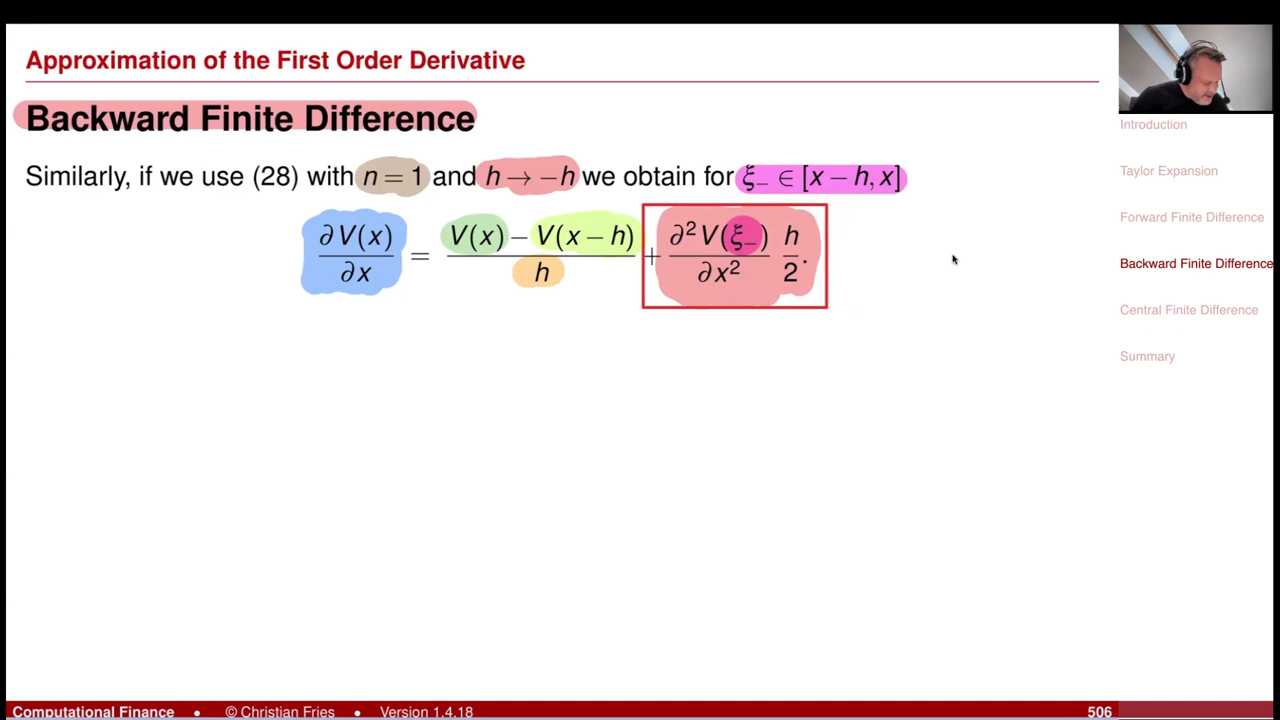 Approximation of the First Order Derivative
Backward Finite Difference
Similarly, if we use (28) with n = 1 and h → −h we obtain for ξ₋ ∈ [x − h, x]
∂V(x)/∂x = (V(x) − V(x − h))/h + ∂²V(ξ₋)/∂x² h/2.
Introduction
Taylor Expansion
Forward Finite Difference
Backward Finite Difference
Central Finite Difference
Summary
Computational Finance • © Christian Fries • Version 1.4.18 506